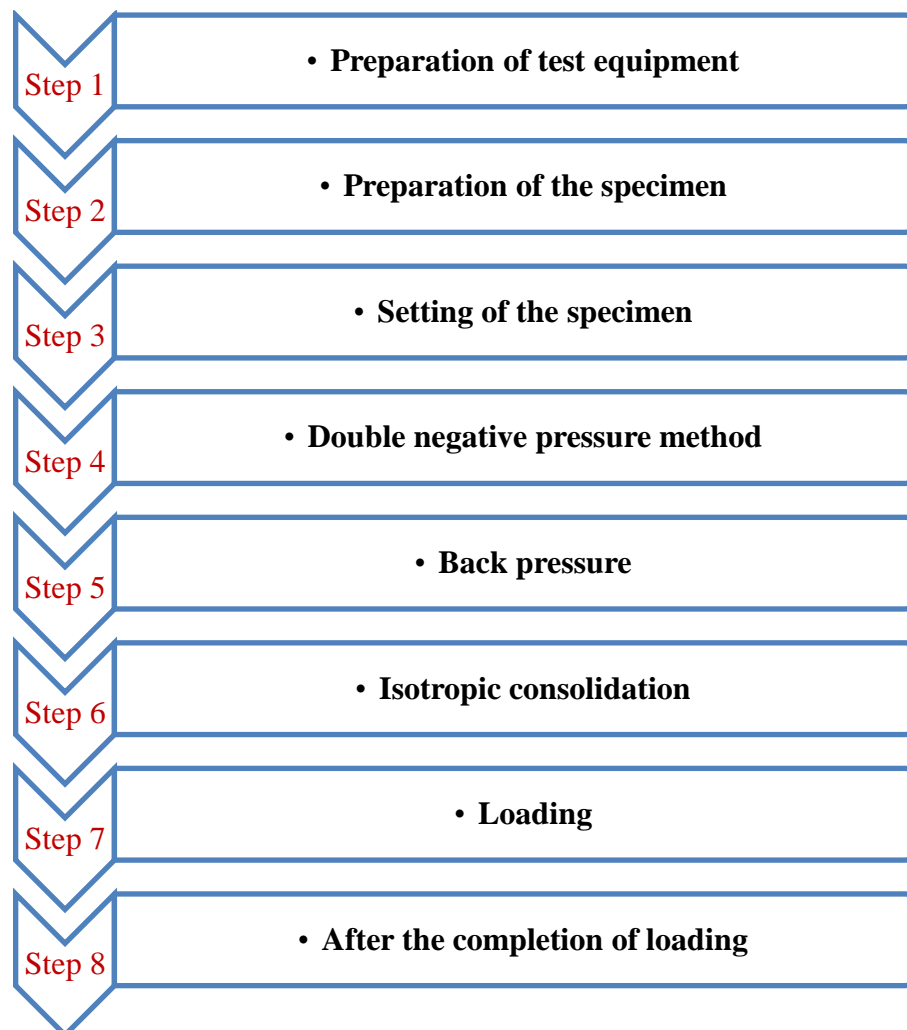 Step 1
• Preparation of test equipment
Step 2
• Preparation of the specimen
Step 3
• Setting of the specimen
Step 4
• Double negative pressure method
Step 5
• Back pressure
Step 6
• Isotropic consolidation
Step 7
• Loading
Step 8
• After the completion of loading